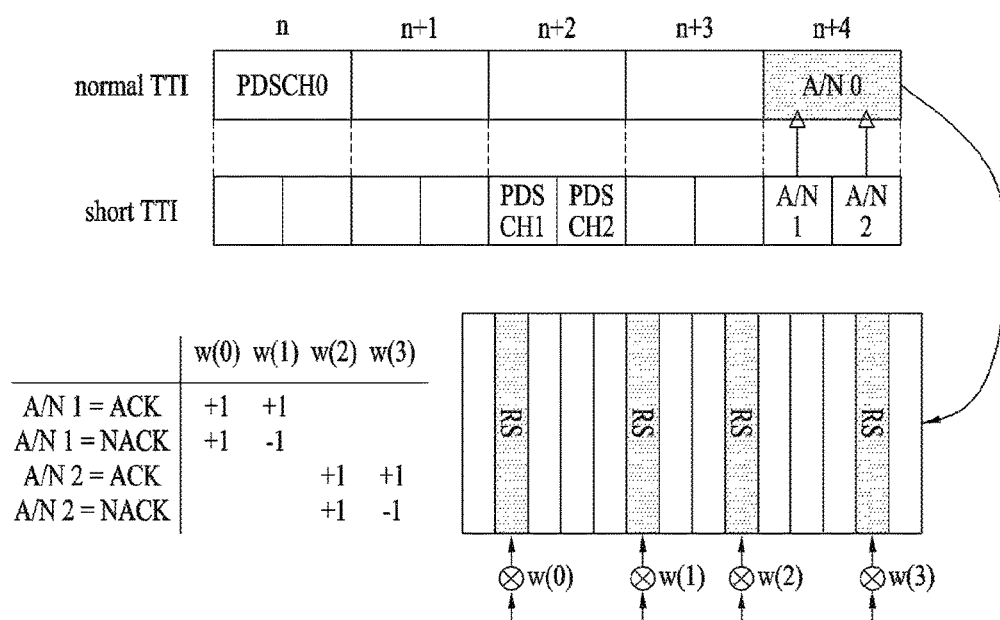 n n+1 n+2 n+3 n+4
normal TTI PDSCH0 A/N 0
short TTI PDS CH1 PDS CH2 A/N 1 A/N 2
w(0) w(1) w(2) w(3)
A/N 1 = ACK +1 +1
A/N 1 = NACK +1 -1
A/N 2 = ACK +1 +1
A/N 2 = NACK +1 -1
RS RS RS RS
w(0) w(1) w(2) w(3)